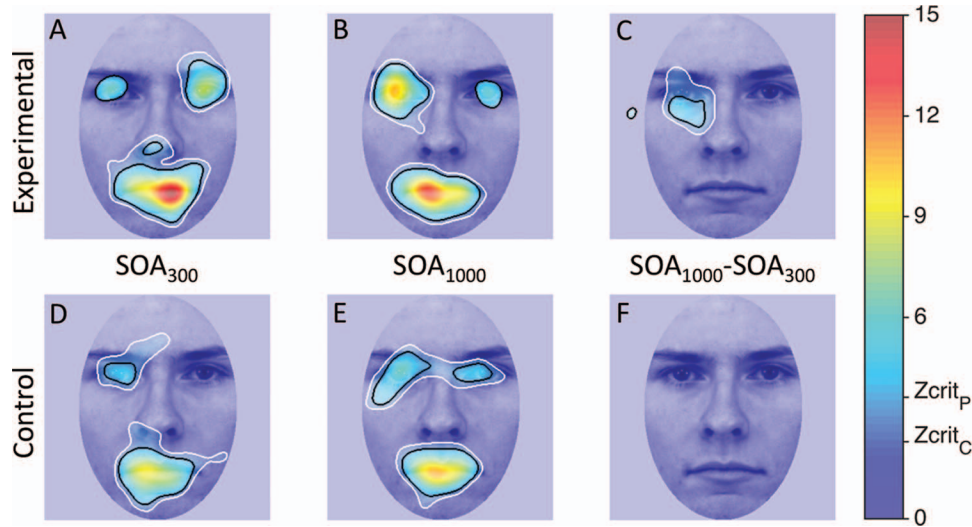 A
B
C
15
Experimental
12
SOA300
SOA1000
SOA1000-SOA300
9
D
E
F
6
Control
ZcritP
ZcritC
0